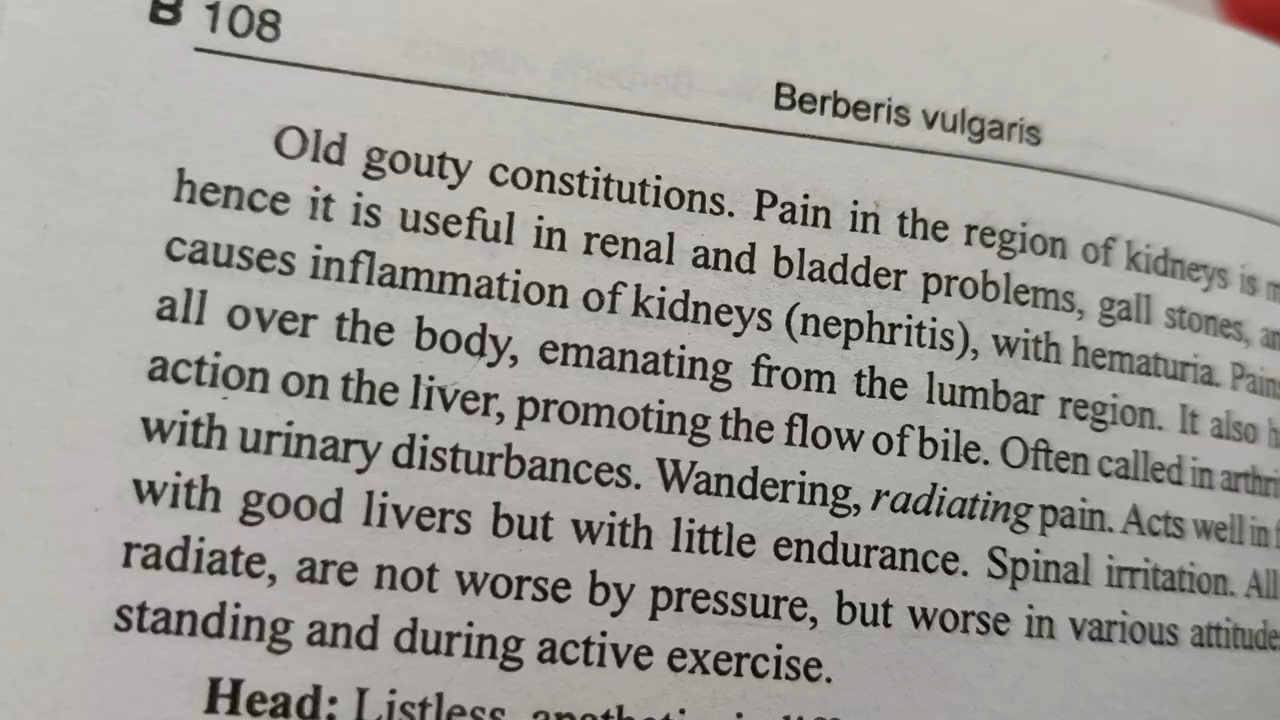 B 108
Berberis vulgaris
Old gouty constitutions. Pain in the region of kidneys is
hence it is useful in renal and bladder problems, gall stones,
causes inflammation of kidneys (nephritis), with hematuria.
all over the body, emanating from the lumbar region. It also
action on the liver, promoting the flow of bile. Often called in
with urinary disturbances. Wandering, radiating pain. Acts well in
with good livers but with little endurance. Spinal irritation. All
radiate, are not worse by pressure, but worse in various
standing and during active exercise.
Head: Listless,